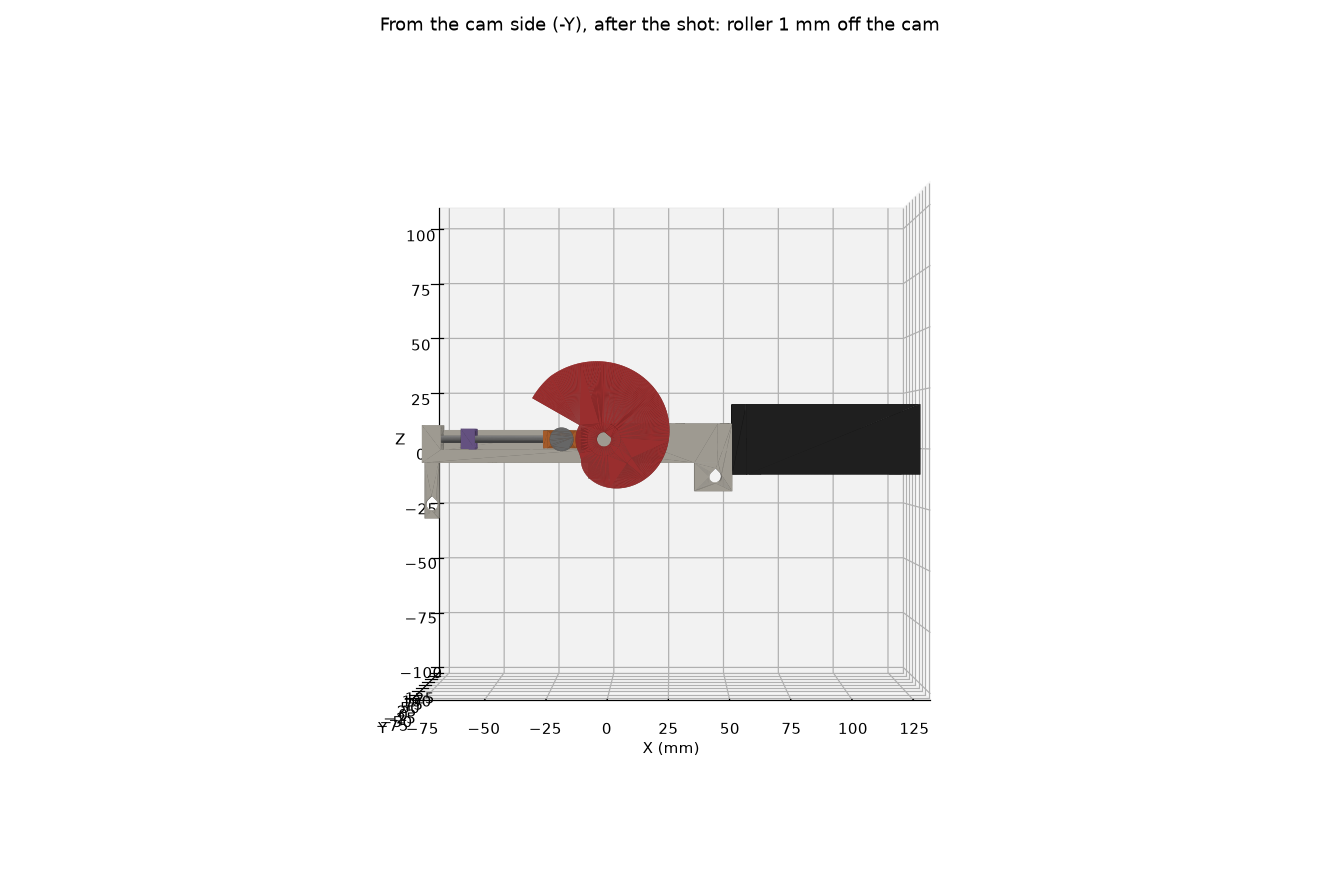 From the cam side (-Y), after the shot: roller 1 mm off the cam
100
75
50
25
Z
0
−25
−50
−75
−100
Y
−75 −50 −25 0 25 50 75 100 125
X (mm)